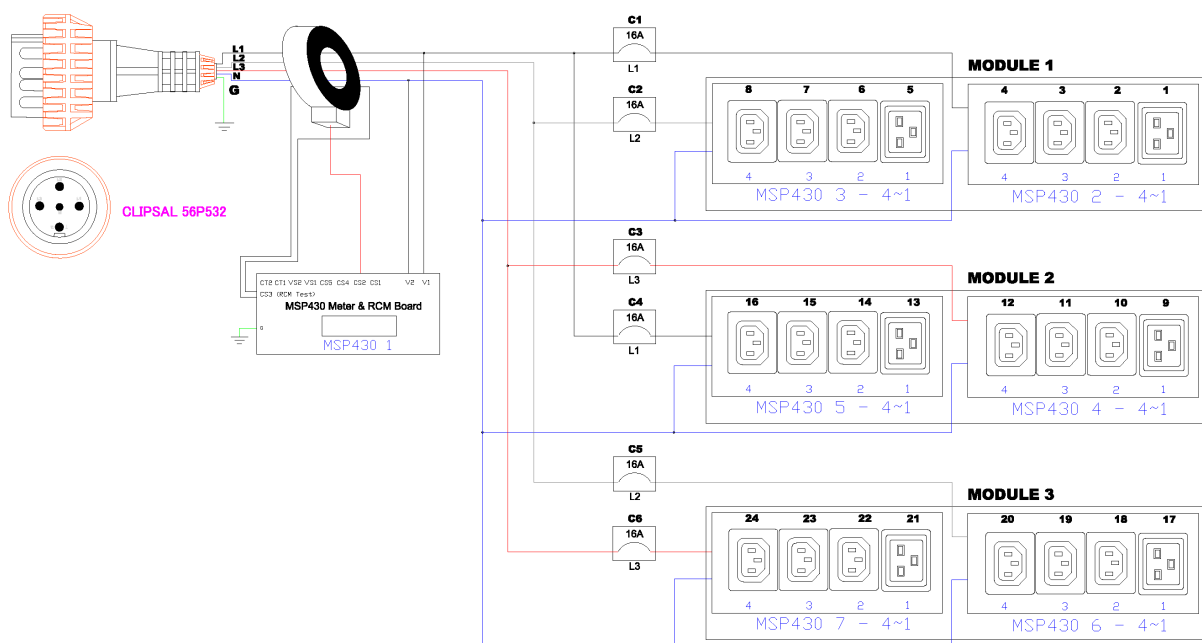 L1
L2
L3
N
G
CLIPSAL 56P532
CT2 CT1 VS2 VS1 CS5 CS4 CS2 CS1 V2 V1
CS3 (RCM Test)
MSP430 Meter & RCM Board
G
MSP430 1
C1
16A
L1
C2
16A
L2
MODULE 1
8 7 6 5 4 3 2 1
4 3 2 1 4 3 2 1
MSP430 3 - 4~1 MSP430 2 - 4~1
C3
16A
L3
C4
16A
L1
MODULE 2
16 15 14 13 12 11 10 9
4 3 2 1 4 3 2 1
MSP430 5 - 4~1 MSP430 4 - 4~1
C5
16A
L2
C6
16A
L3
MODULE 3
24 23 22 21 20 19 18 17
4 3 2 1 4 3 2 1
MSP430 7 - 4~1 MSP430 6 - 4~1